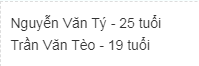 Nguyễn Văn Tý - 25 tuổi
Trần Văn Tèo - 19 tuổi